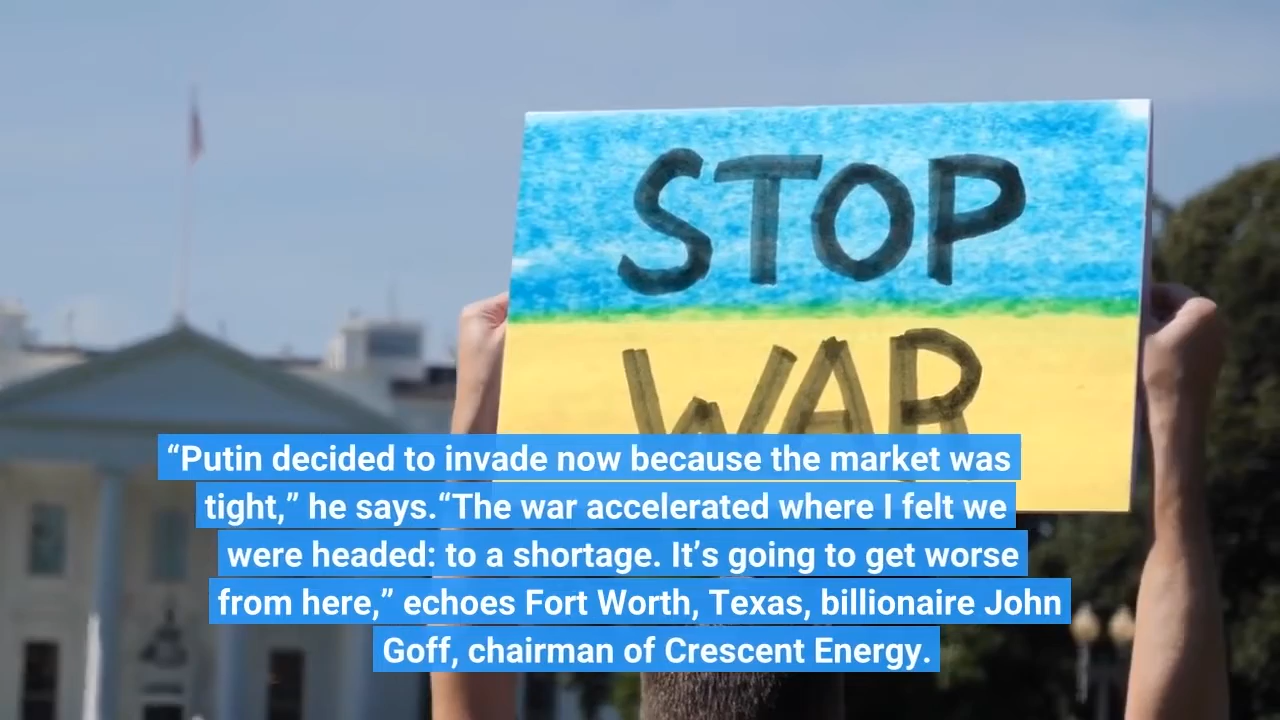 STOP
WAR
“Putin decided to invade now because the market was
tight,” he says.“The war accelerated where I felt we
were headed: to a shortage. It’s going to get worse
from here,” echoes Fort Worth, Texas, billionaire John
Goff, chairman of Crescent Energy.